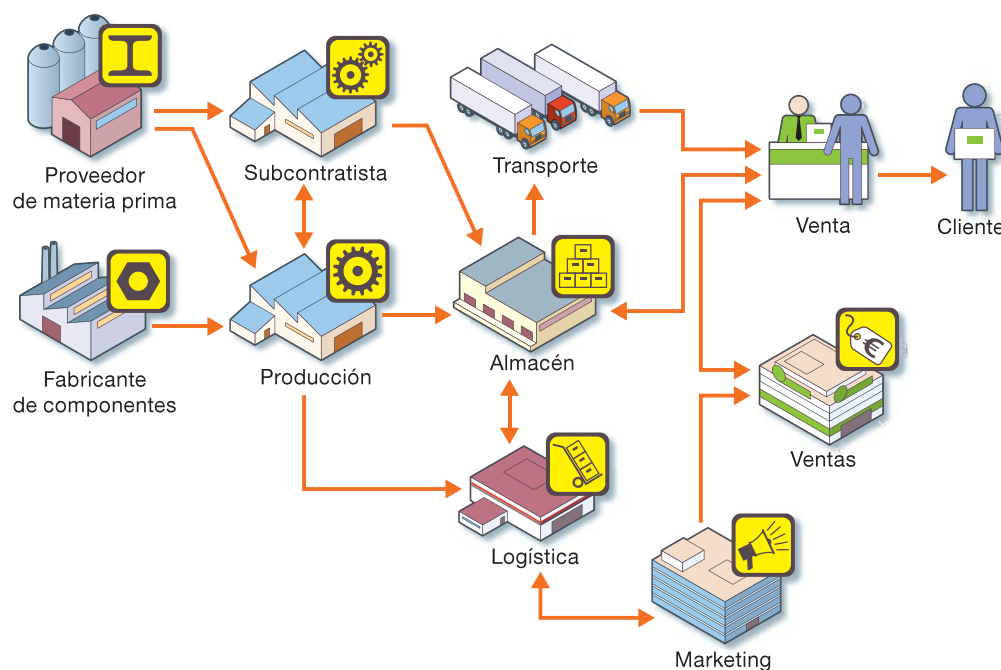 Proveedor
de materia prima
Subcontratista
Transporte
Venta
Cliente
Fabricante
de componentes
Producción
Almacén
€
Ventas
Logística
Marketing